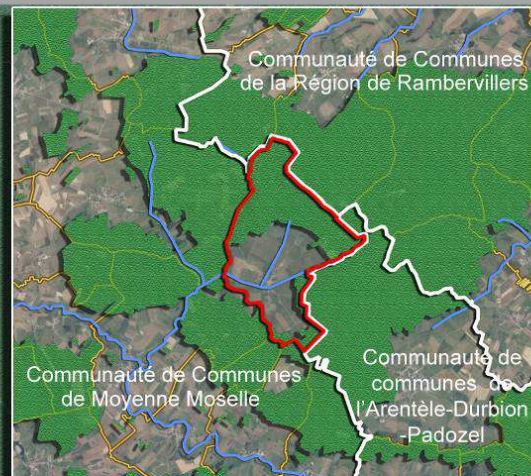 Communauté de Communes
de la Région de Rambervillers
Communauté de Communes
de Moyenne Moselle
Communauté de
communes de
l'Arentèle-Durbion
-Padozel